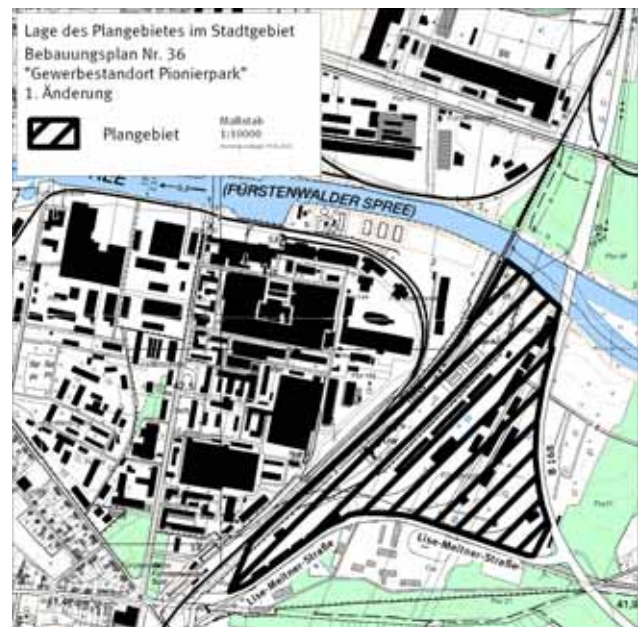 Lage des Plangebietes im Stadtgebiet
Bebauungsplan Nr. 36
"Gewerbestandort Pionierpark"
1. Änderung
Plangebiet
Maßstab
1:10000
(FÜRSTENWALDER SPREE)
B 168
Lise-Meitner-Straße
Lise-Meitner-Straße